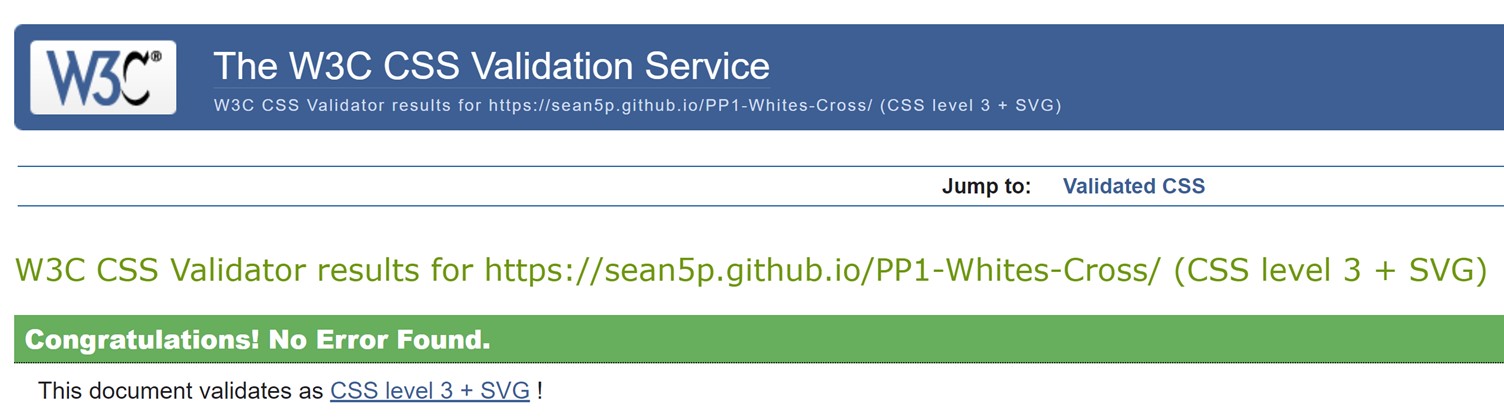 W3C®
The W3C CSS Validation Service
W3C CSS Validator results for https://sean5p.github.io/PP1-Whites-Cross/ (CSS level 3 + SVG)
Jump to: Validated CSS
W3C CSS Validator results for https://sean5p.github.io/PP1-Whites-Cross/ (CSS level 3 + SVG)
Congratulations! No Error Found.
This document validates as CSS level 3 + SVG !